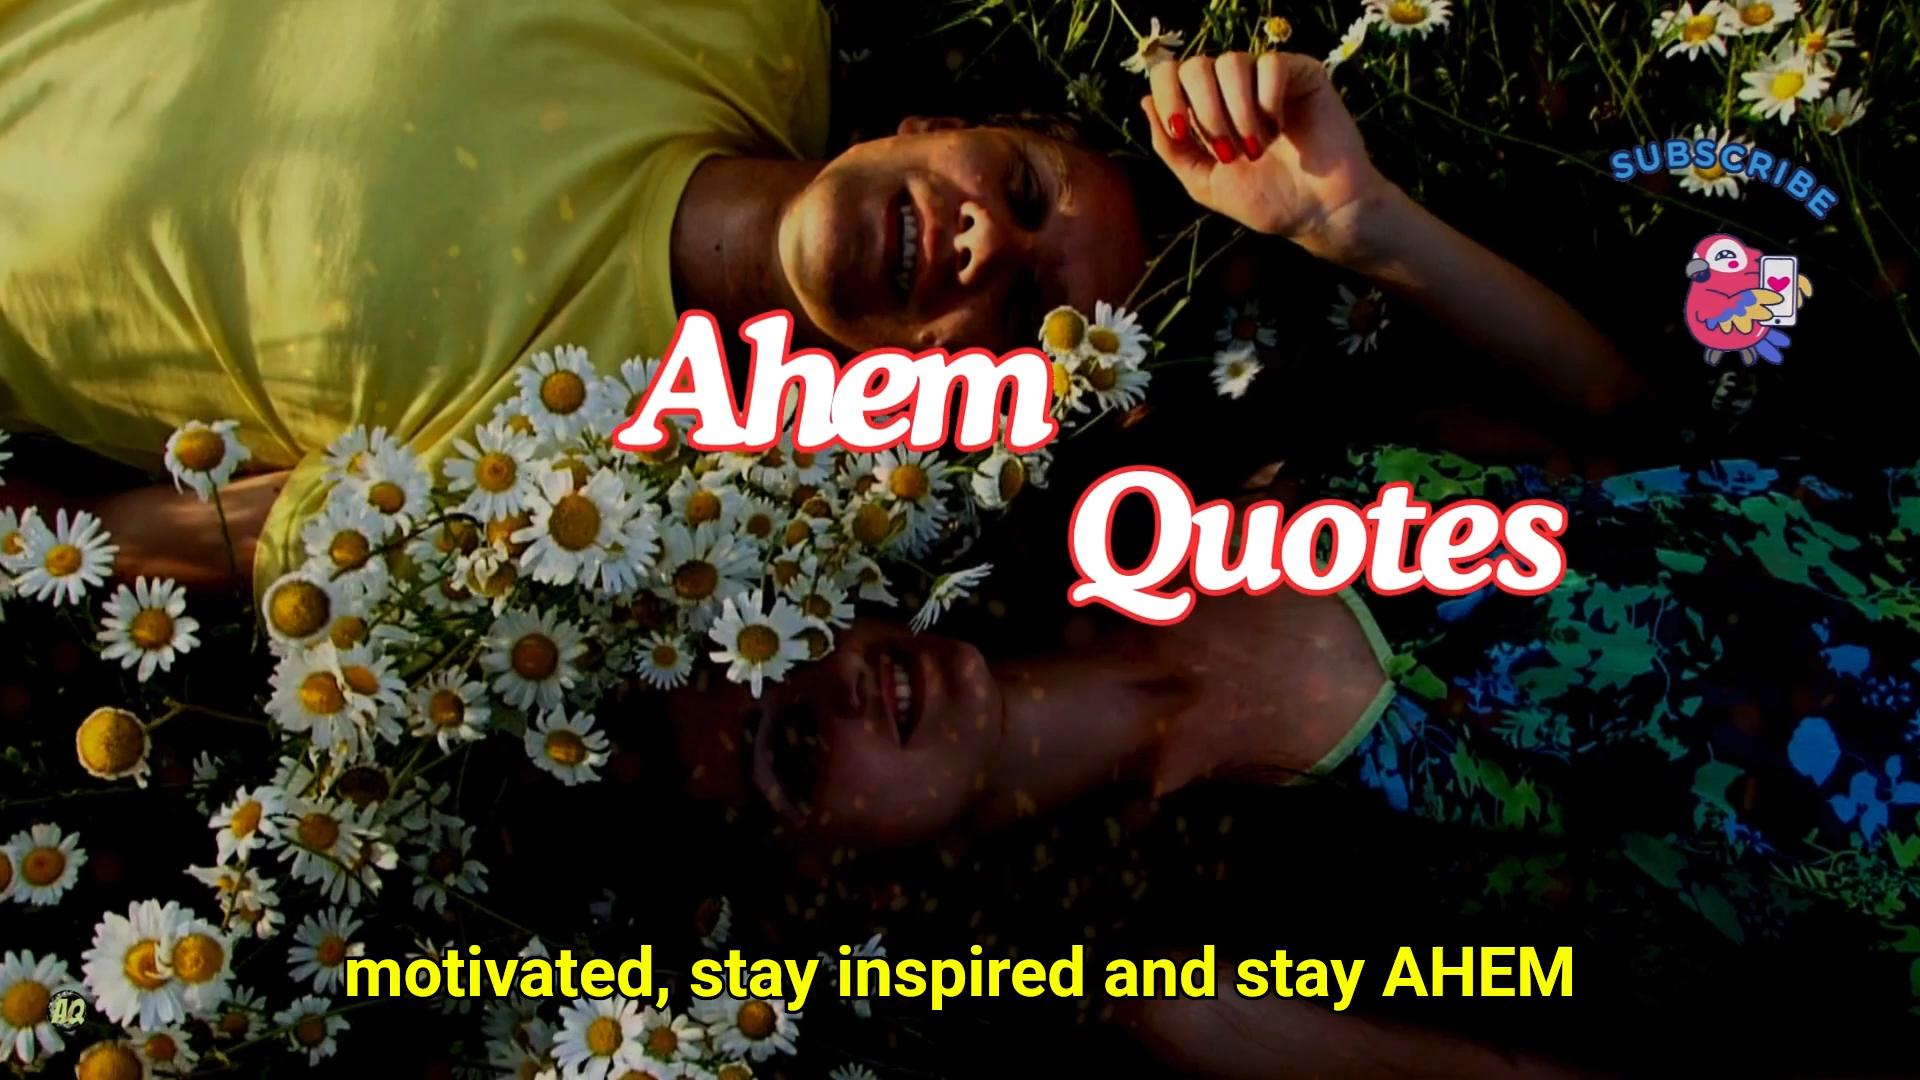 SUBSCRIBE
Ahem
Quotes
motivated, stay inspired and stay AHEM
AQ